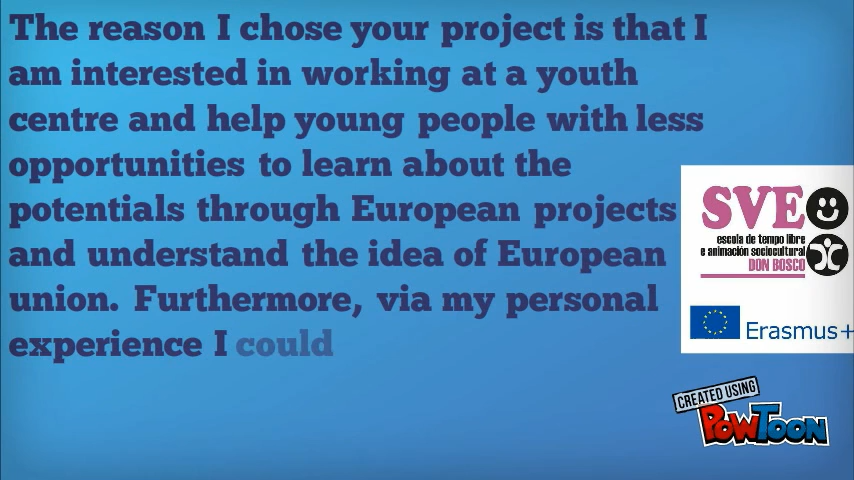 The reason I chose your project is that I
am interested in working at a youth
centre and help young people with less
opportunities to learn about the
potentials through European projects
and understand the idea of European
union. Furthermore, via my personal
experience I could
SVE
escola de tempo libre
e animación sociocultural
DON BOSCO
Erasmus+
CREATED USING
POWTOON